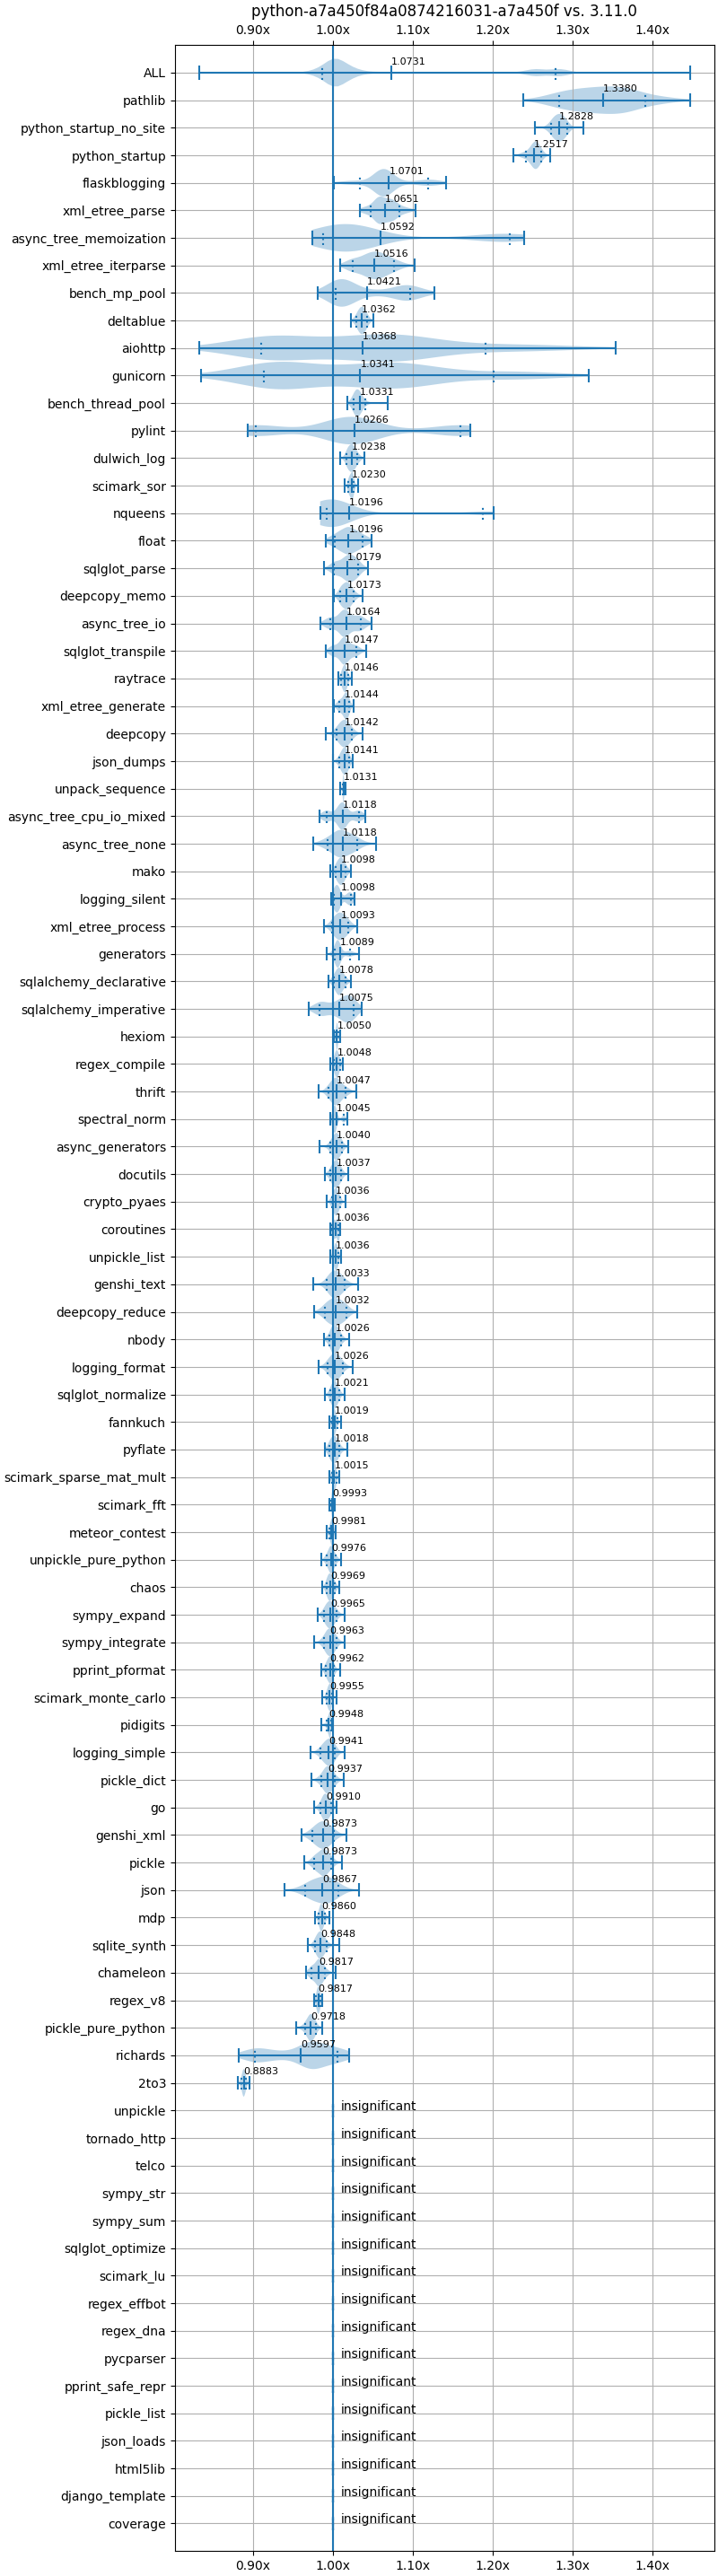 python-a7a450f84a0874216031-a7a450f vs. 3.11.0
0.90x 1.00x 1.10x 1.20x 1.30x 1.40x
ALL 1.0731
pathlib 1.3380
python_startup_no_site 1.2828
python_startup 1.2517
flaskblogging 1.0701
xml_etree_parse 1.0651
async_tree_memoization 1.0592
xml_etree_iterparse 1.0516
bench_mp_pool 1.0421
deltablue 1.0362
aiohttp 1.0368
gunicorn 1.0341
bench_thread_pool 1.0331
pylint 1.0266
dulwich_log 1.0238
scimark_sor 1.0230
nqueens 1.0196
float 1.0196
sqlglot_parse 1.0179
deepcopy_memo 1.0173
async_tree_io 1.0164
sqlglot_transpile 1.0147
raytrace 1.0146
xml_etree_generate 1.0144
deepcopy 1.0142
json_dumps 1.0141
unpack_sequence 1.0131
async_tree_cpu_io_mixed 1.0118
async_tree_none 1.0118
mako 1.0098
logging_silent 1.0098
xml_etree_process 1.0093
generators 1.0089
sqlalchemy_declarative 1.0078
sqlalchemy_imperative 1.0075
hexiom 1.0050
regex_compile 1.0048
thrift 1.0047
spectral_norm 1.0045
async_generators 1.0040
docutils 1.0037
crypto_pyaes 1.0036
coroutines 1.0036
unpickle_list 1.0036
genshi_text 1.0033
deepcopy_reduce 1.0032
nbody 1.0026
logging_format 1.0026
sqlglot_normalize 1.0021
fannkuch 1.0019
pyflate 1.0018
scimark_sparse_mat_mult 1.0015
scimark_fft 0.9993
meteor_contest 0.9981
unpickle_pure_python 0.9976
chaos 0.9969
sympy_expand 0.9965
sympy_integrate 0.9963
pprint_pformat 0.9962
scimark_monte_carlo 0.9955
pidigits 0.9948
logging_simple 0.9941
pickle_dict 0.9937
go 0.9910
genshi_xml 0.9873
pickle 0.9873
json 0.9867
mdp 0.9860
sqlite_synth 0.9848
chameleon 0.9817
regex_v8 0.9817
pickle_pure_python 0.9718
richards 0.9597
2to3 0.8883
unpickle insignificant
tornado_http insignificant
telco insignificant
sympy_str insignificant
sympy_sum insignificant
sqlglot_optimize insignificant
scimark_lu insignificant
regex_effbot insignificant
regex_dna insignificant
pycparser insignificant
pprint_safe_repr insignificant
pickle_list insignificant
json_loads insignificant
html5lib insignificant
django_template insignificant
coverage insignificant
0.90x 1.00x 1.10x 1.20x 1.30x 1.40x